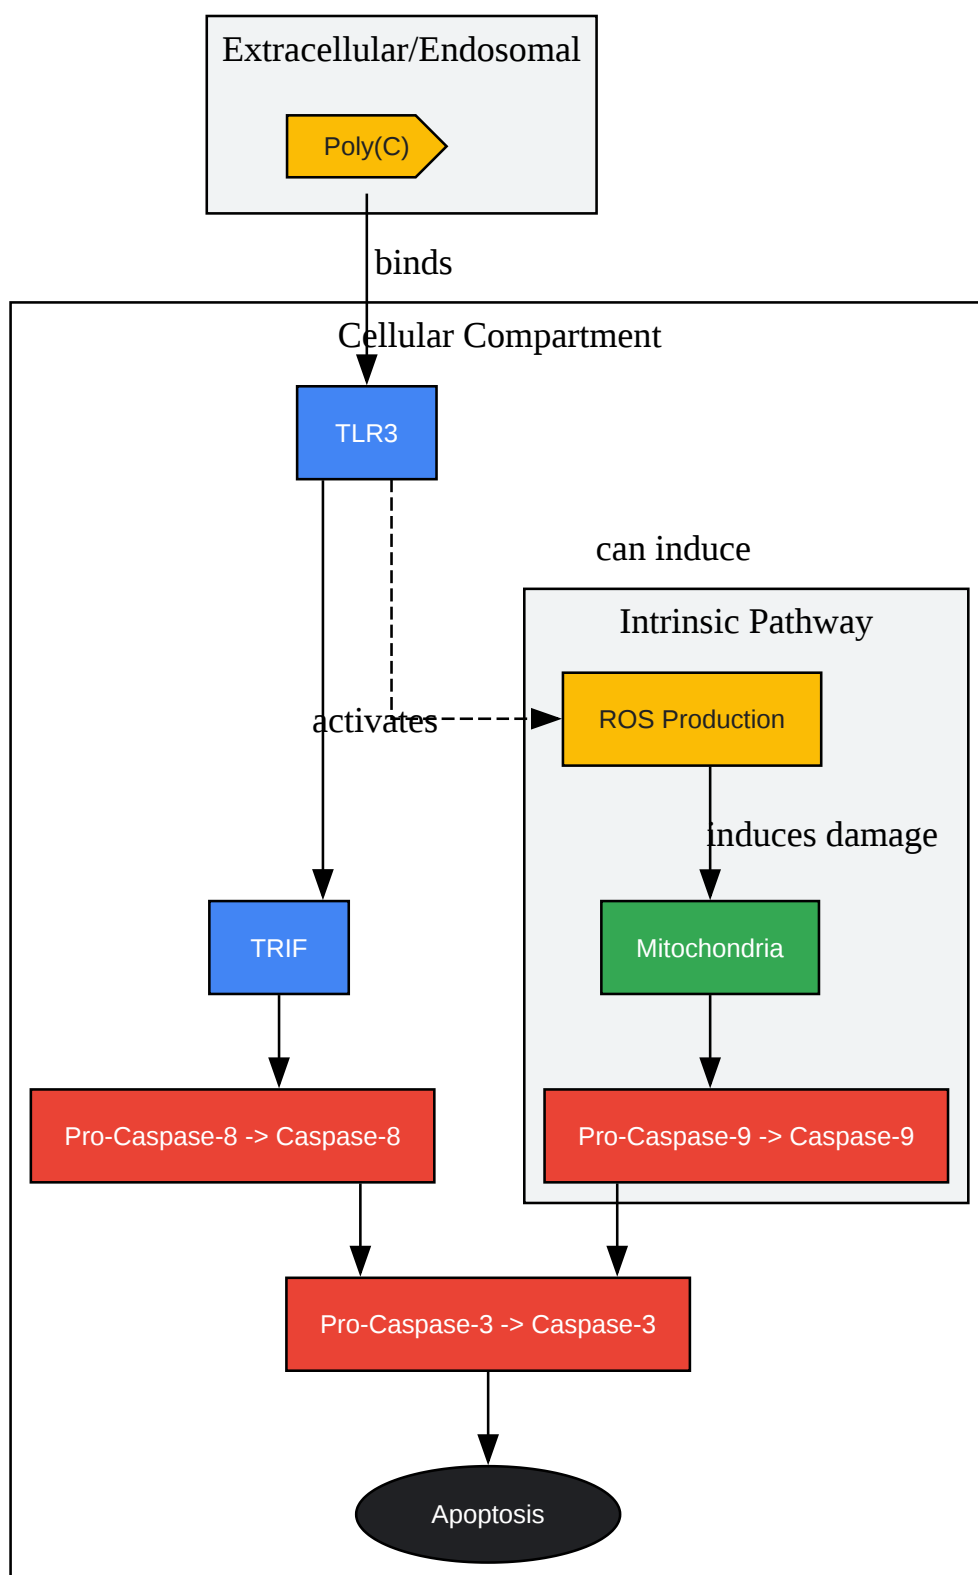 Extracellular/Endosomal
Poly(C)
binds
Cellular Compartment
TLR3
can induce
Intrinsic Pathway
activates
ROS Production
induces damage
TRIF
Mitochondria
Pro-Caspase-8 -> Caspase-8
Pro-Caspase-9 -> Caspase-9
Pro-Caspase-3 -> Caspase-3
Apoptosis